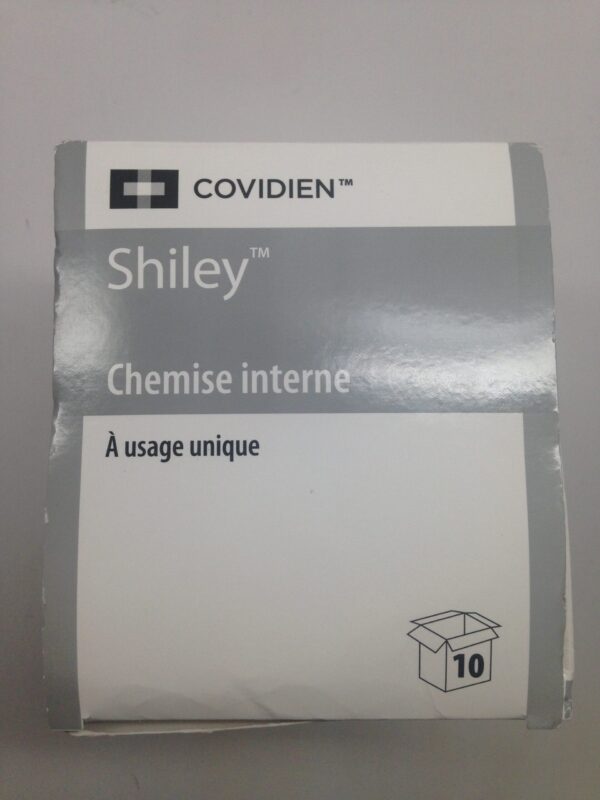 COVIDIEN™
Shiley™
Chemise interne
À usage unique
10